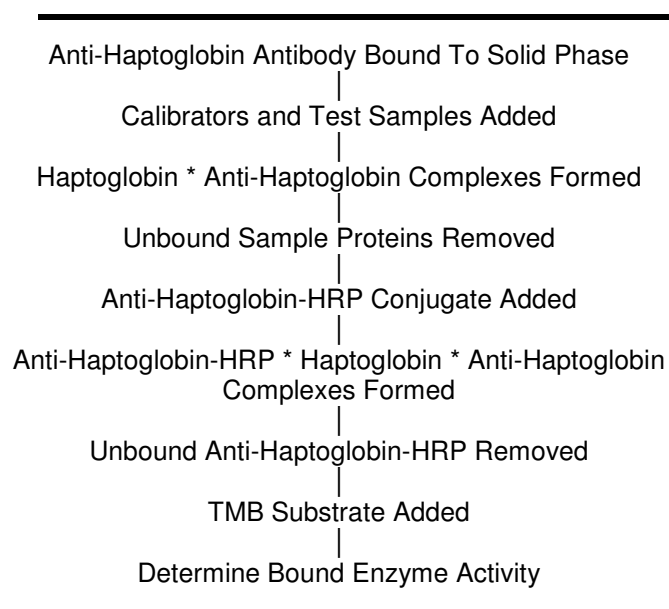 Anti-Haptoglobin Antibody Bound To Solid Phase
Calibrators and Test Samples Added
Haptoglobin * Anti-Haptoglobin Complexes Formed
Unbound Sample Proteins Removed
Anti-Haptoglobin-HRP Conjugate Added
Anti-Haptoglobin-HRP * Haptoglobin * Anti-Haptoglobin
Complexes Formed
Unbound Anti-Haptoglobin-HRP Removed
TMB Substrate Added
Determine Bound Enzyme Activity